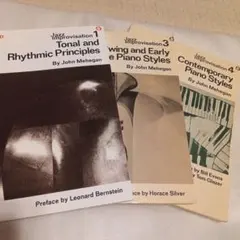 Jazz
Improvisation 1
Tonal and
Rhythmic Principles
By John Mehegan
Preface by Leonard Bernstein
Jazz
Improvisation 3
wing and Early
e Piano Styles
By John Mehegan
e by Horace Silver
Jazz
Improvisation 4
Contemporary
Piano Styles
By John Mehegan
by Bill Evans
Tom Glazer